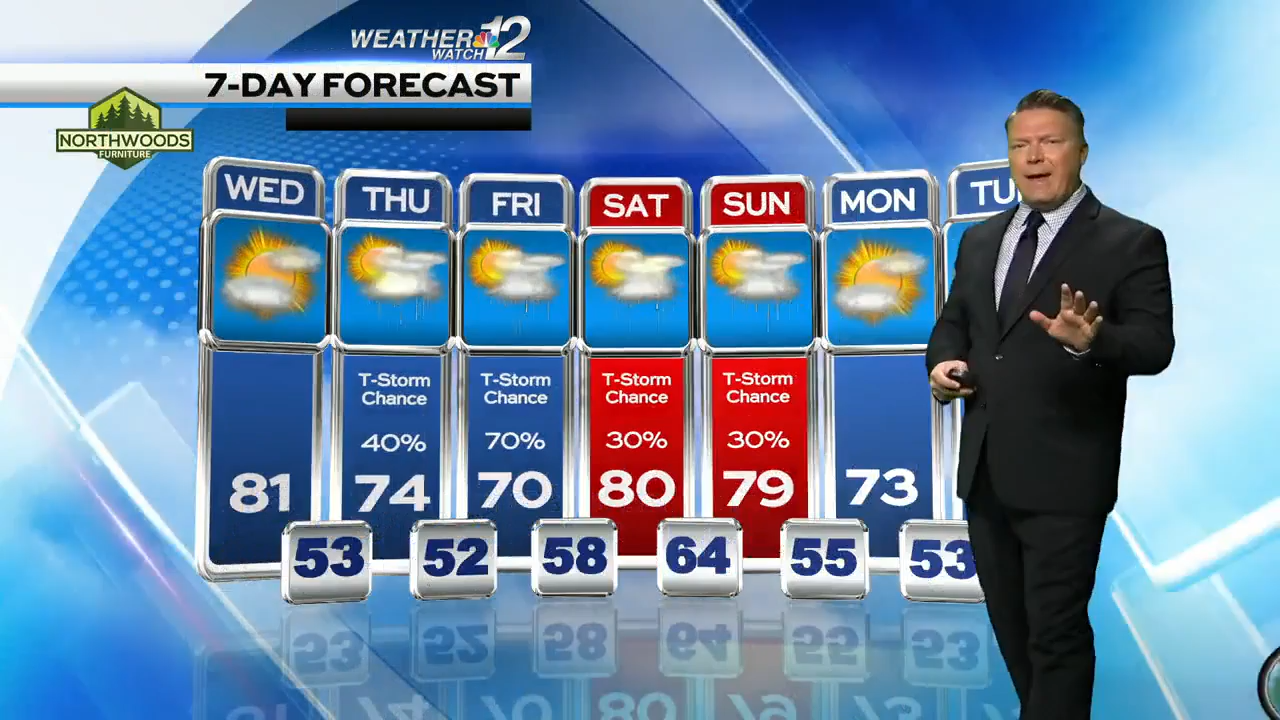 WEATHER
WATCH 12
7-DAY FORECAST
NORTHWOODS
FURNITURE
WED THU FRI SAT SUN MON
T-Storm T-Storm T-Storm T-Storm
Chance Chance Chance Chance
40% 70% 30% 30%
81 74 70 80 79 73
53 52 58 64 55 53